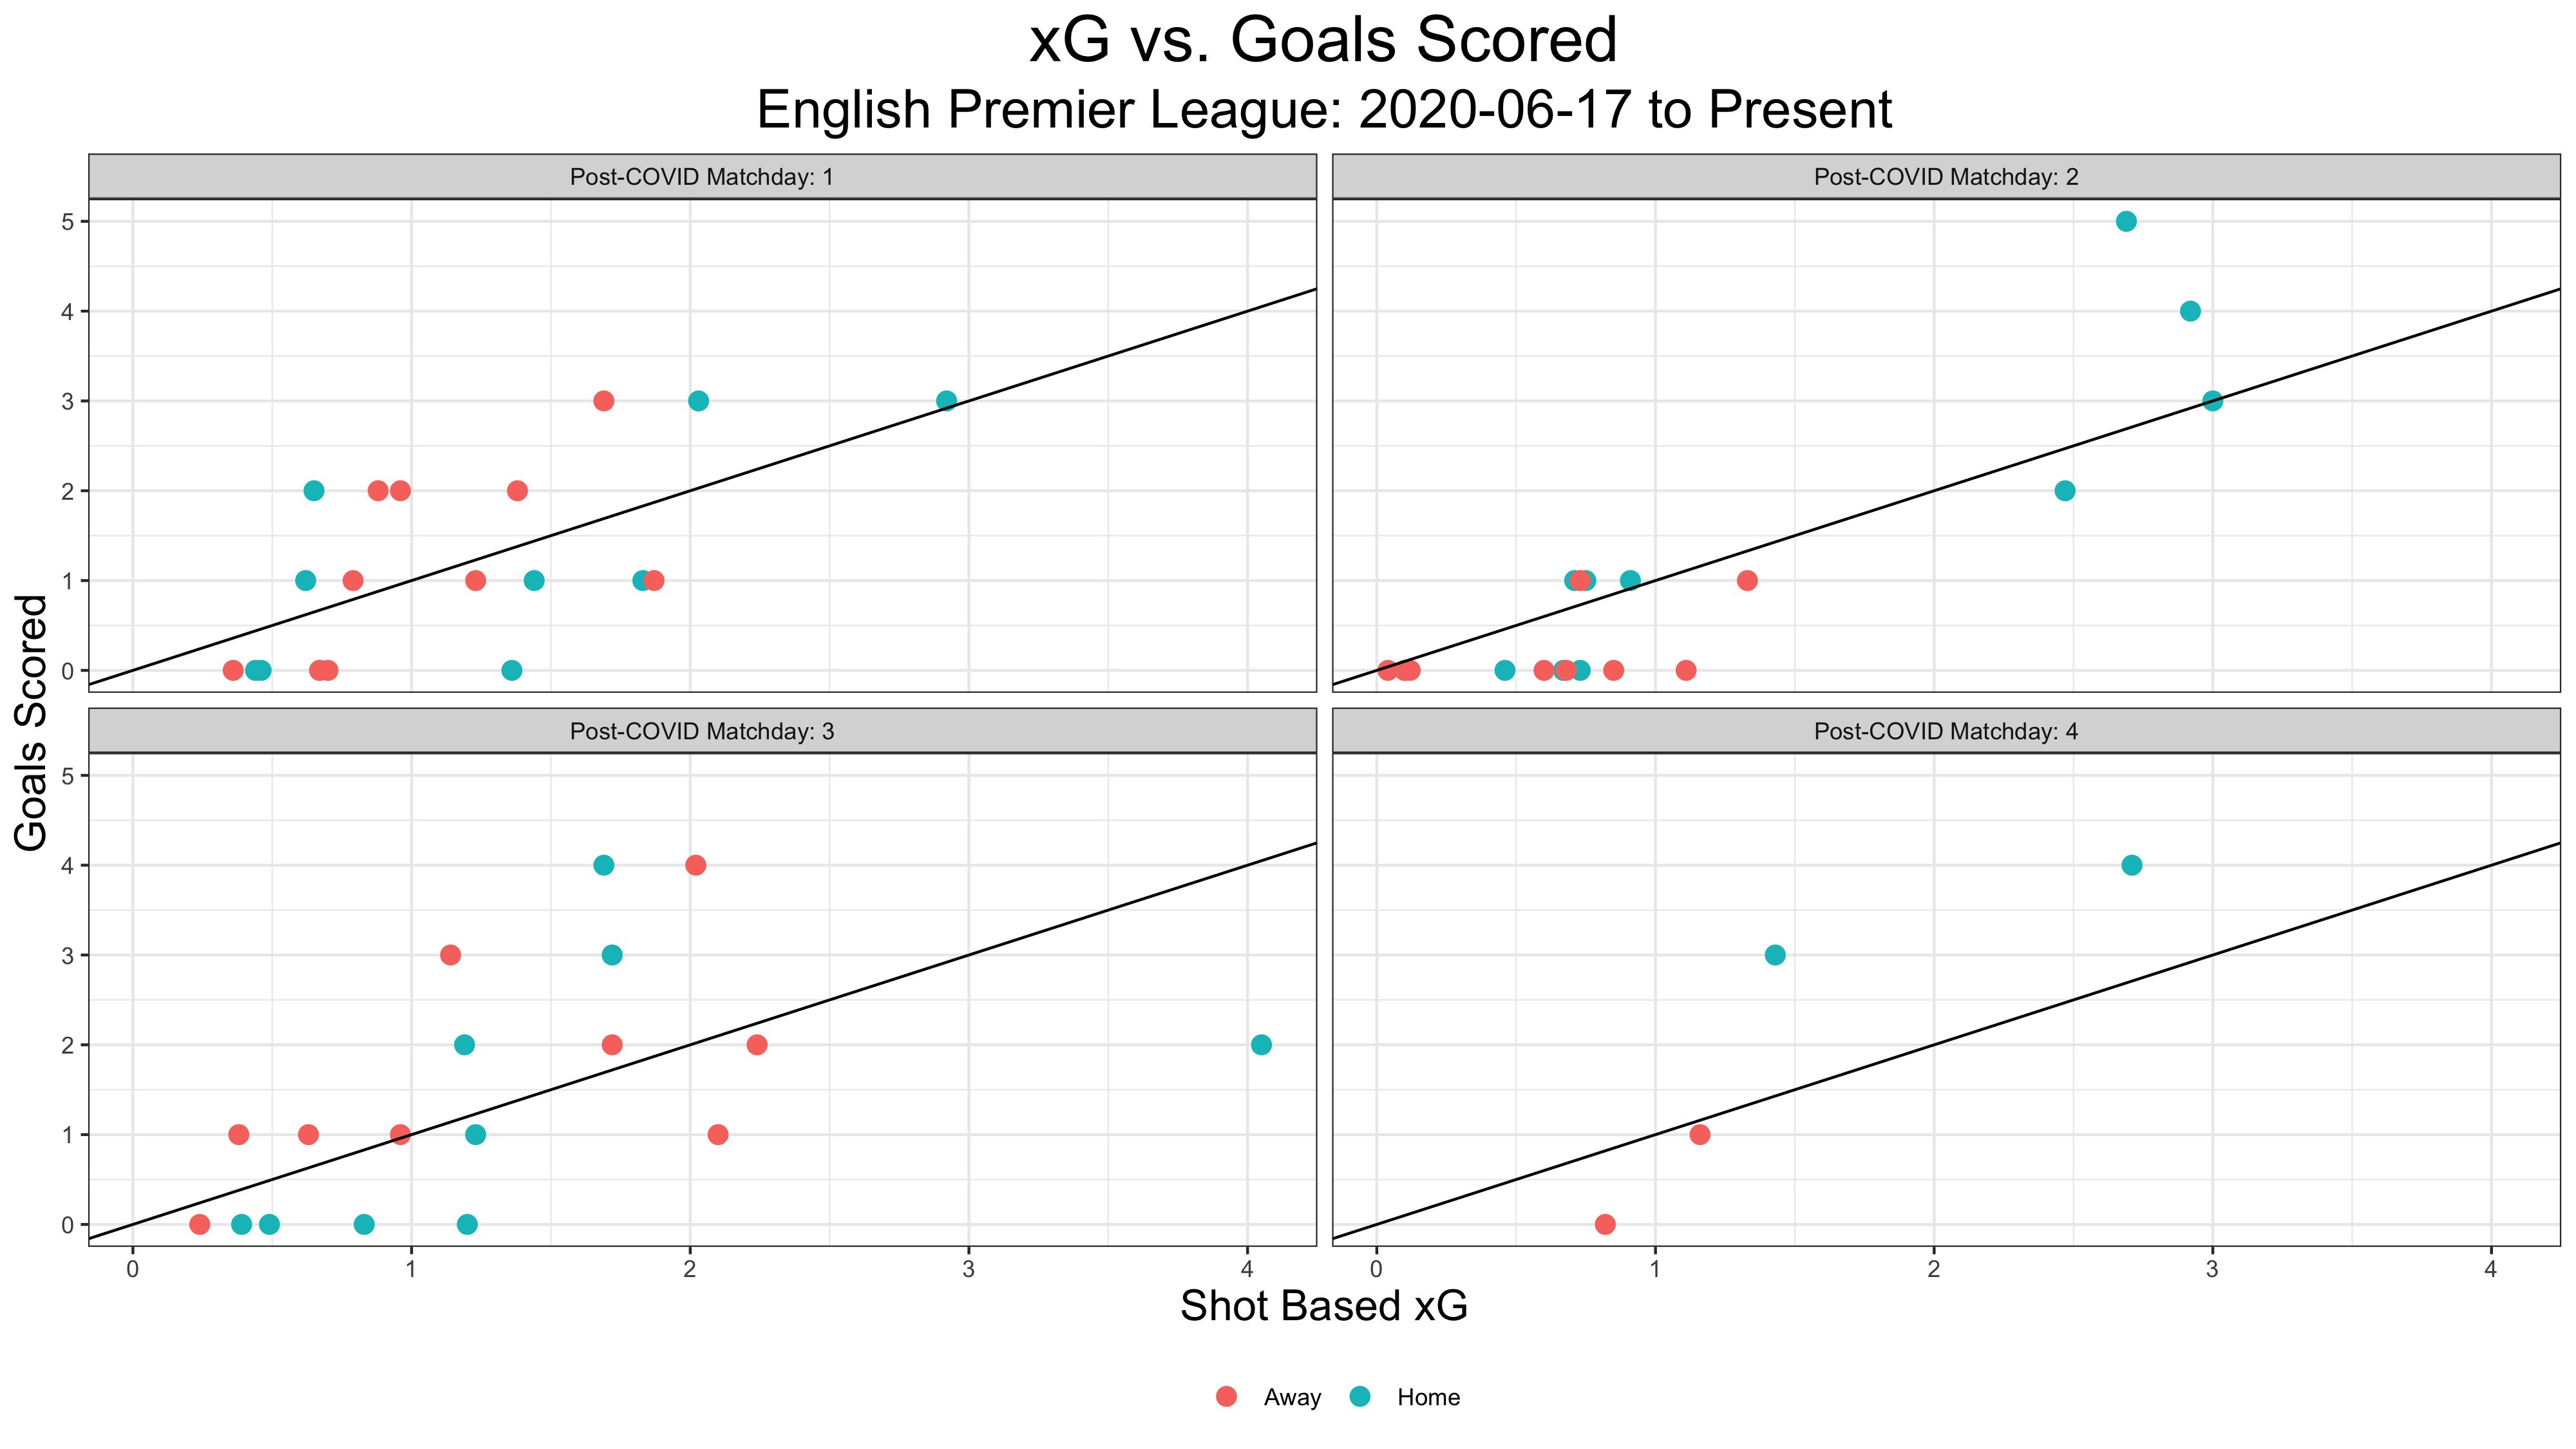 xG vs. Goals Scored
English Premier League: 2020-06-17 to Present
Post-COVID Matchday: 1
Post-COVID Matchday: 2
5
4
3
2
1
0
Post-COVID Matchday: 3
Post-COVID Matchday: 4
5
4
3
2
1
0
Goals Scored
0 1 2 3 4
0 1 2 3 4
Shot Based xG
Away
Home